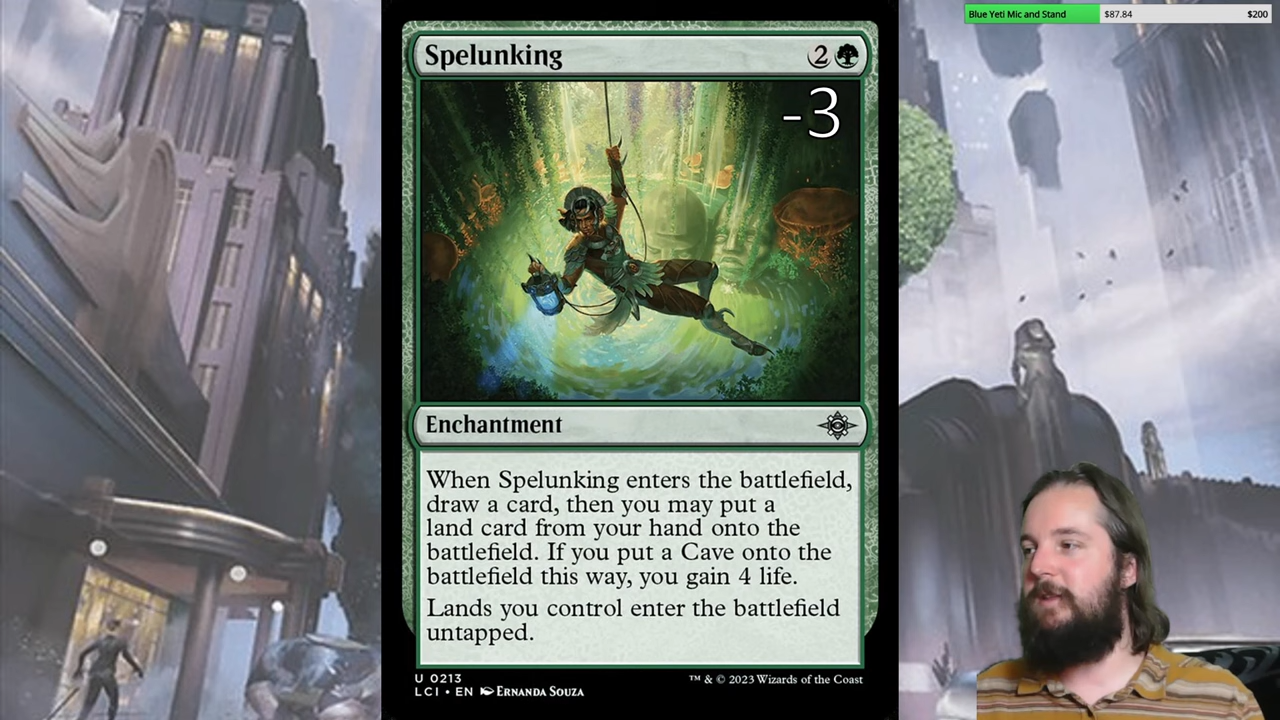 Blue Yeti Mic and Stand $87.84 $200
Spelunking 2
-3
Enchantment
When Spelunking enters the battlefield,
draw a card, then you may put a
land card from your hand onto the
battlefield. If you put a Cave onto the
battlefield this way, you gain 4 life.
Lands you control enter the battlefield
untapped.
U 0213
LCI • EN Ernanda Souza
™ & © 2023 Wizards of the Coast